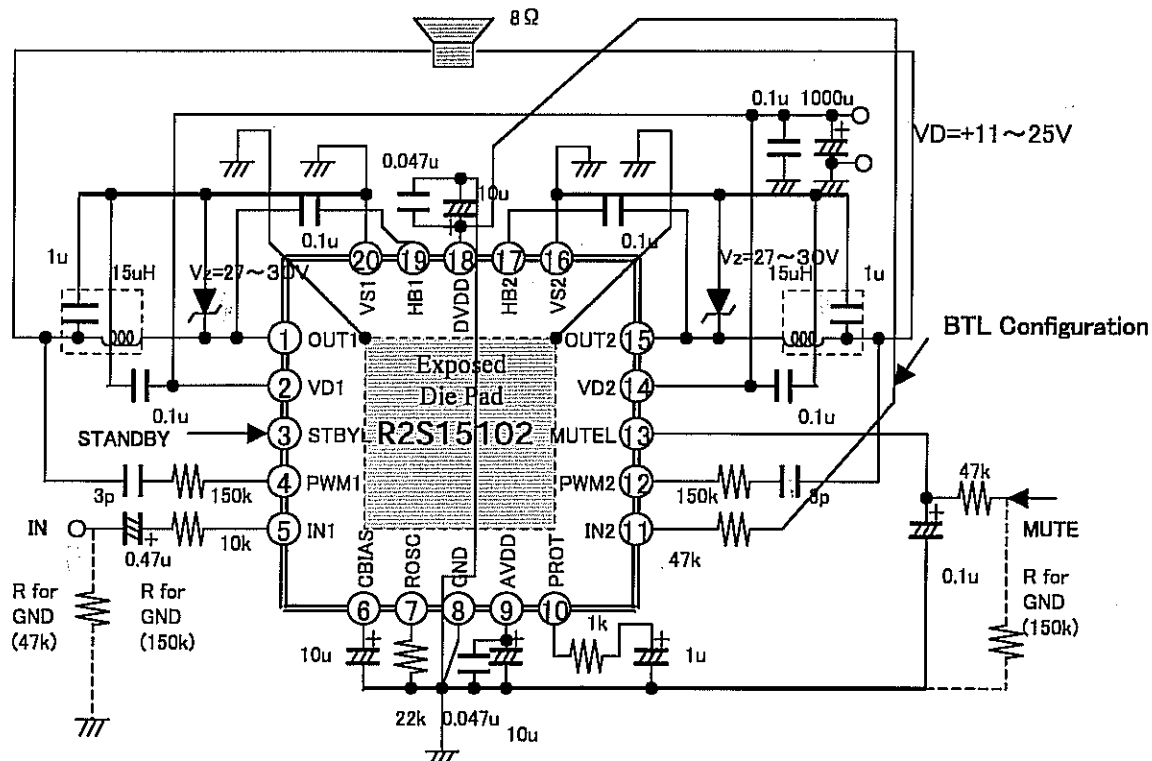 8Ω
0.1u 1000u
VD=+11~25V
0.047u
10u
0.1u
0.1u
1u
15uH
Vz=27~30V
Vz=27~30V
15uH
1u
20 19 18 17 16
VS1 HB1 DVDD HB2 VS2
BTL Configuration
1 OUT1
OUT2 15
Exposed
Die Pad
2 VD1
VD2 14
0.1u
0.1u
STANDBY
3 STBYL
R2S15102
MUTEL 13
4 PWM1
PWM2 12
3p
150k
150k
3p
47k
MUTE
IN
5 IN1
IN2 11
0.47u
10k
47k
0.1u
CBIAS ROSC GND AVDD PROT
6 7 8 9 10
R for
GND
(47k)
R for
GND
(150k)
R for
GND
(150k)
1k
10u
1u
22k
0.047u
10u